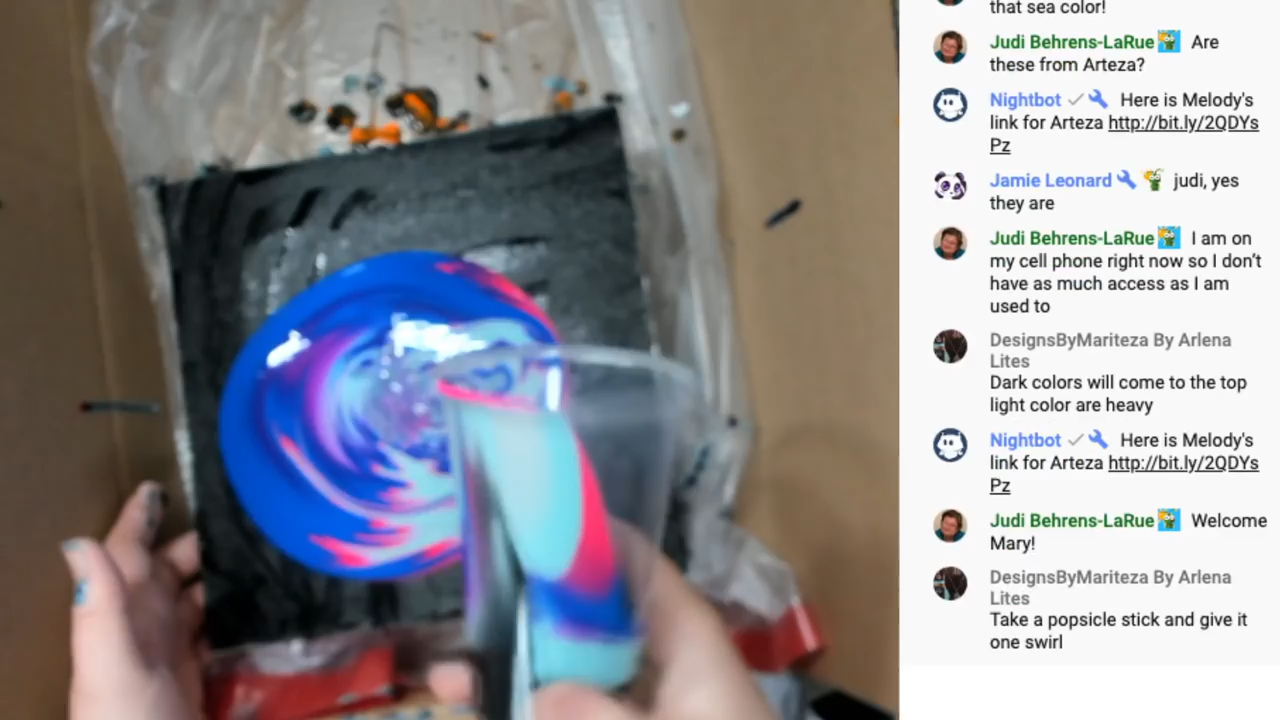 that sea color!
Judi Behrens-LaRue Are
these from Arteza?
Nightbot Here is Melody's
link for Arteza http://bit.ly/2QDYs
Pz
Jamie Leonard judi, yes
they are
Judi Behrens-LaRue I am on
my cell phone right now so I don't
have as much access as I am
used to
DesignsByMariteza By Arlena
Lites
Dark colors will come to the top
light color are heavy
Nightbot Here is Melody's
link for Arteza http://bit.ly/2QDYs
Pz
Judi Behrens-LaRue Welcome
Mary!
DesignsByMariteza By Arlena
Lites
Take a popsicle stick and give it
one swirl